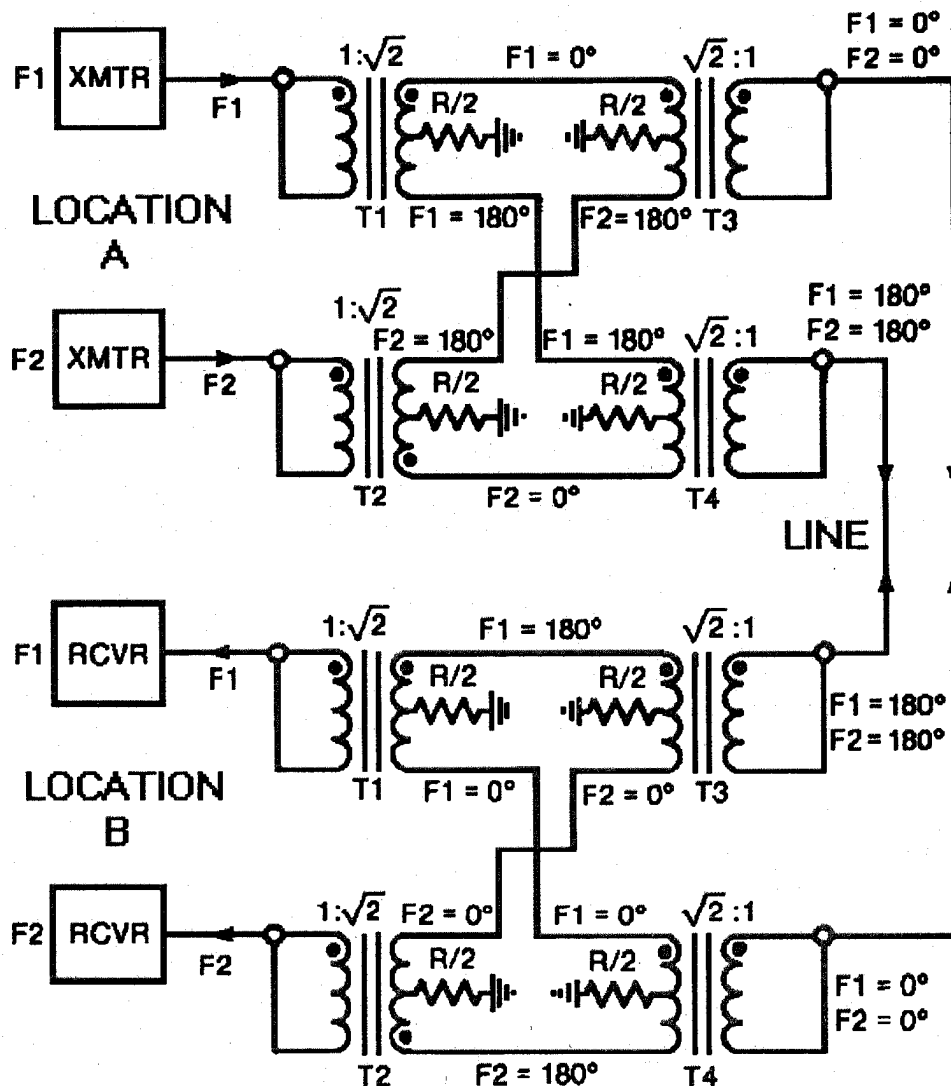 F1 = 0°
F2 = 0°
1:√2
F1 = 0°
√2:1
F1
XMTR
F1
R/2
R/2
LOCATION
A
T1
F1 = 180°
F2 = 180°
T3
1:√2
F1 = 180°
F2 = 180°
F2
XMTR
F2
F2 = 180°
F1 = 180°
√2:1
R/2
R/2
T2
F2 = 0°
T4
LINE
1:√2
F1 = 180°
√2:1
F1
RCVR
F1
R/2
R/2
F1 = 180°
F2 = 180°
LOCATION
B
T1
F1 = 0°
F2 = 0°
T3
1:√2
F2 = 0°
F1 = 0°
√2:1
F2
RCVR
F2
R/2
R/2
F1 = 0°
F2 = 0°
T2
F2 = 180°
T4